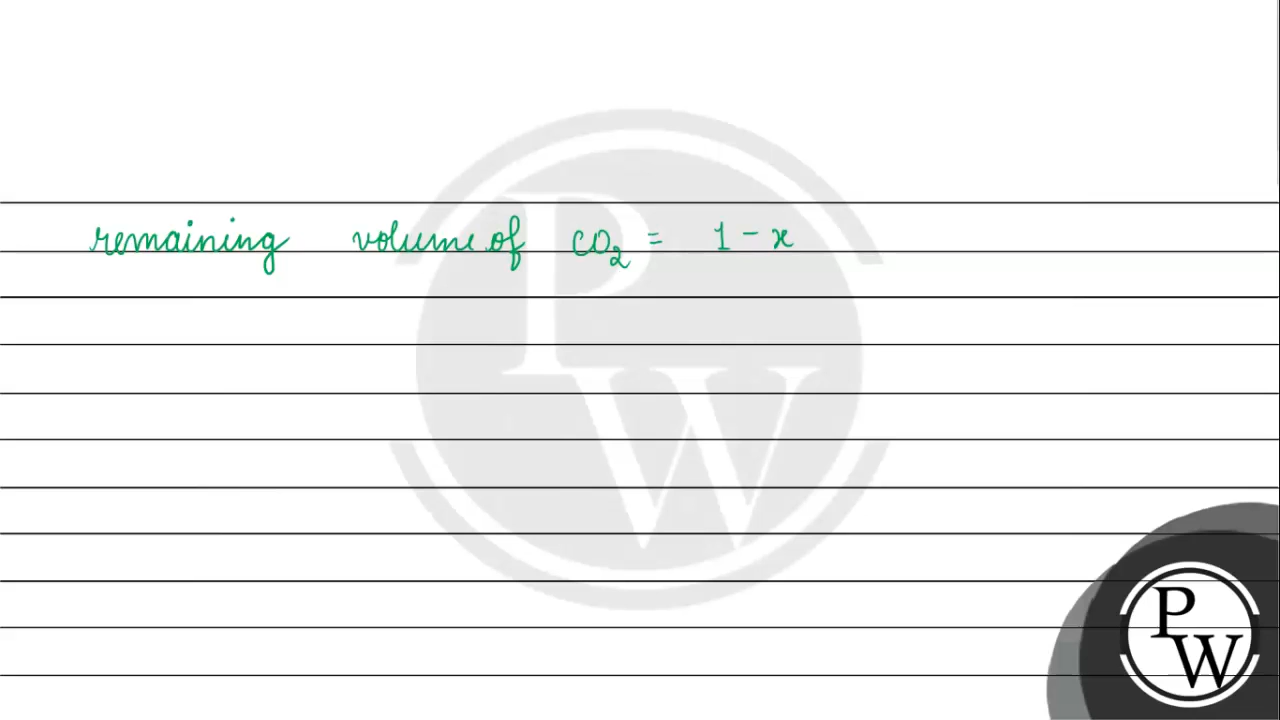 remaining volume of CO₂ = 1 - x
P
W
P
W